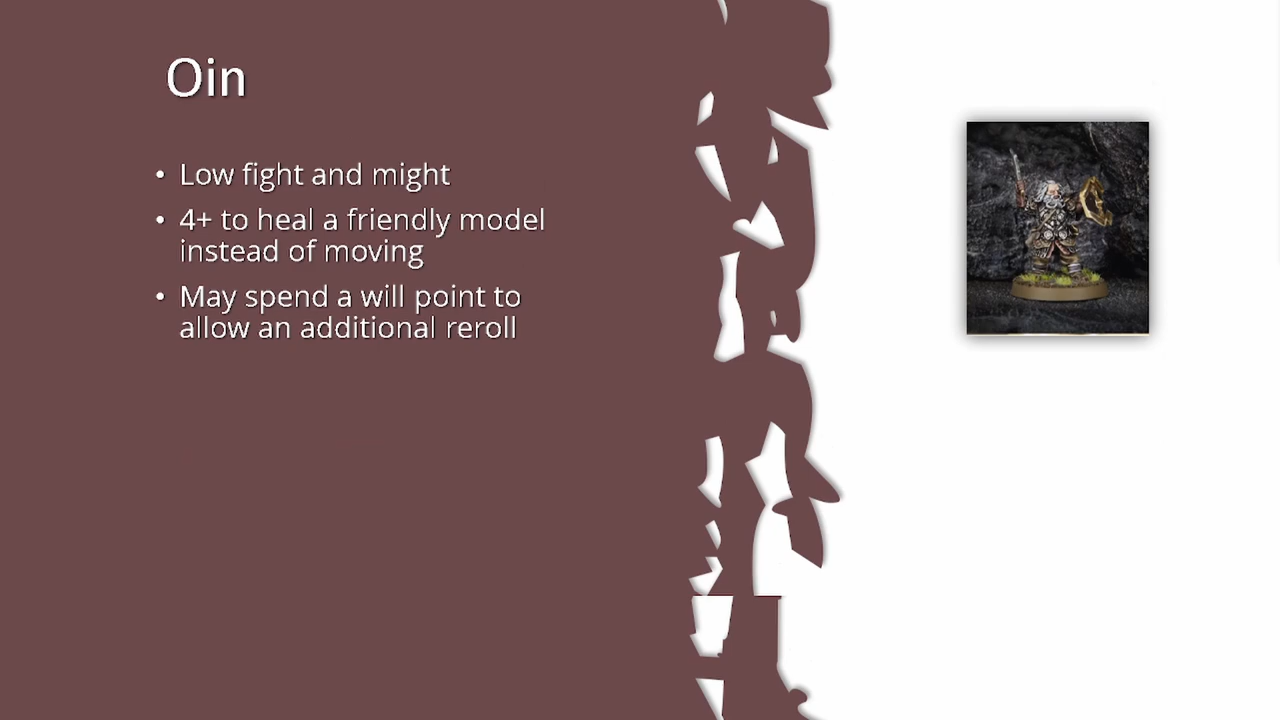 Oin
• Low fight and might
• 4+ to heal a friendly model
instead of moving
• May spend a will point to
allow an additional reroll